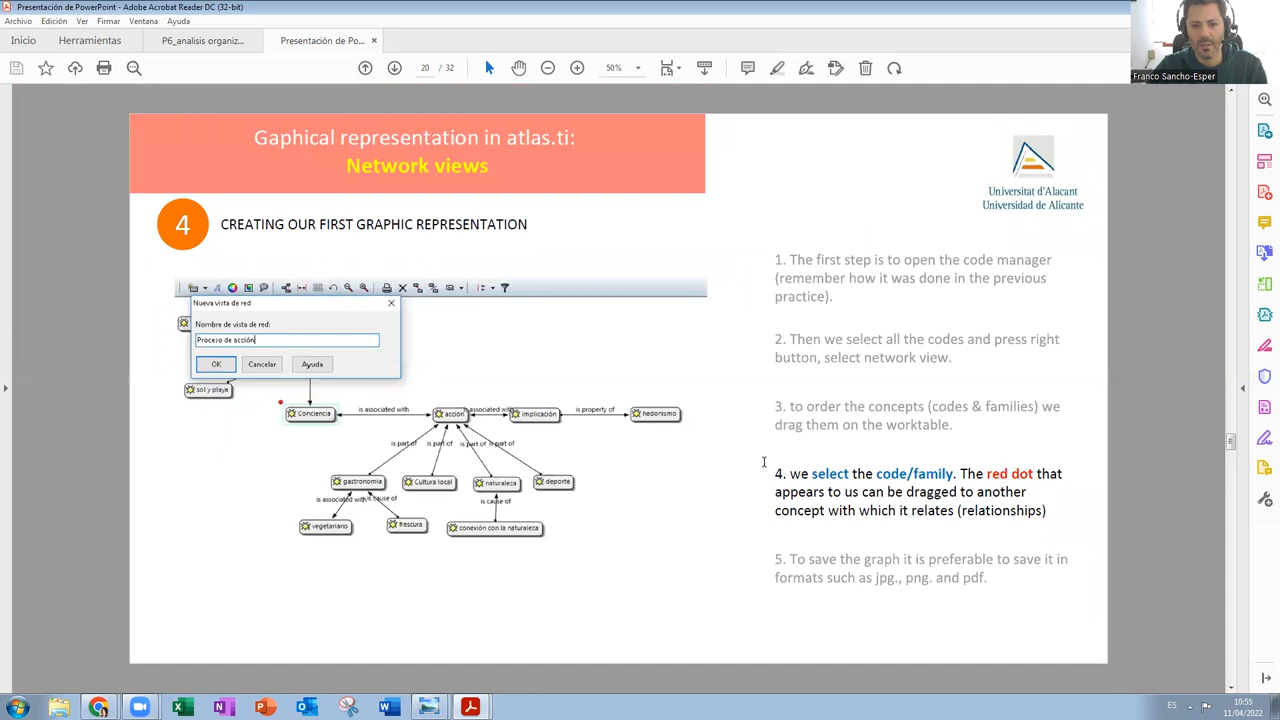 Presentación de PowerPoint - Adobe Acrobat Reader DC (32-bit)
Archivo Edición Ver Firmar Ventana Ayuda
Inicio Herramientas P6_analisis organiz... Presentación de Po... ×
20 / 32 50%
Franco Sancho-Esper
Gaphical representation in atlas.ti:
Network views
Universitat d'Alacant
Universidad de Alicante
4 CREATING OUR FIRST GRAPHIC REPRESENTATION
Nueva vista de red
Nombre de vista de red:
Proceso de acción
OK Cancelar Ayuda
sol y playa
Conciencia is associated with acción is associated with implicación is property of hedonismo
is part of is part of is part of is part of
gastronomia Cultura local naturaleza deporte
is associated with is cause of is cause of
vegetariano frescura conexión con la naturaleza
1. The first step is to open the code manager
(remember how it was done in the previous
practice).
2. Then we select all the codes and press right
button, select network view.
3. to order the concepts (codes & families) we
drag them on the worktable.
4. we select the code/family. The red dot that
appears to us can be dragged to another
concept with which it relates (relationships)
5. To save the graph it is preferable to save it in
formats such as jpg., png. and pdf.
ES
10:55
11/04/2022